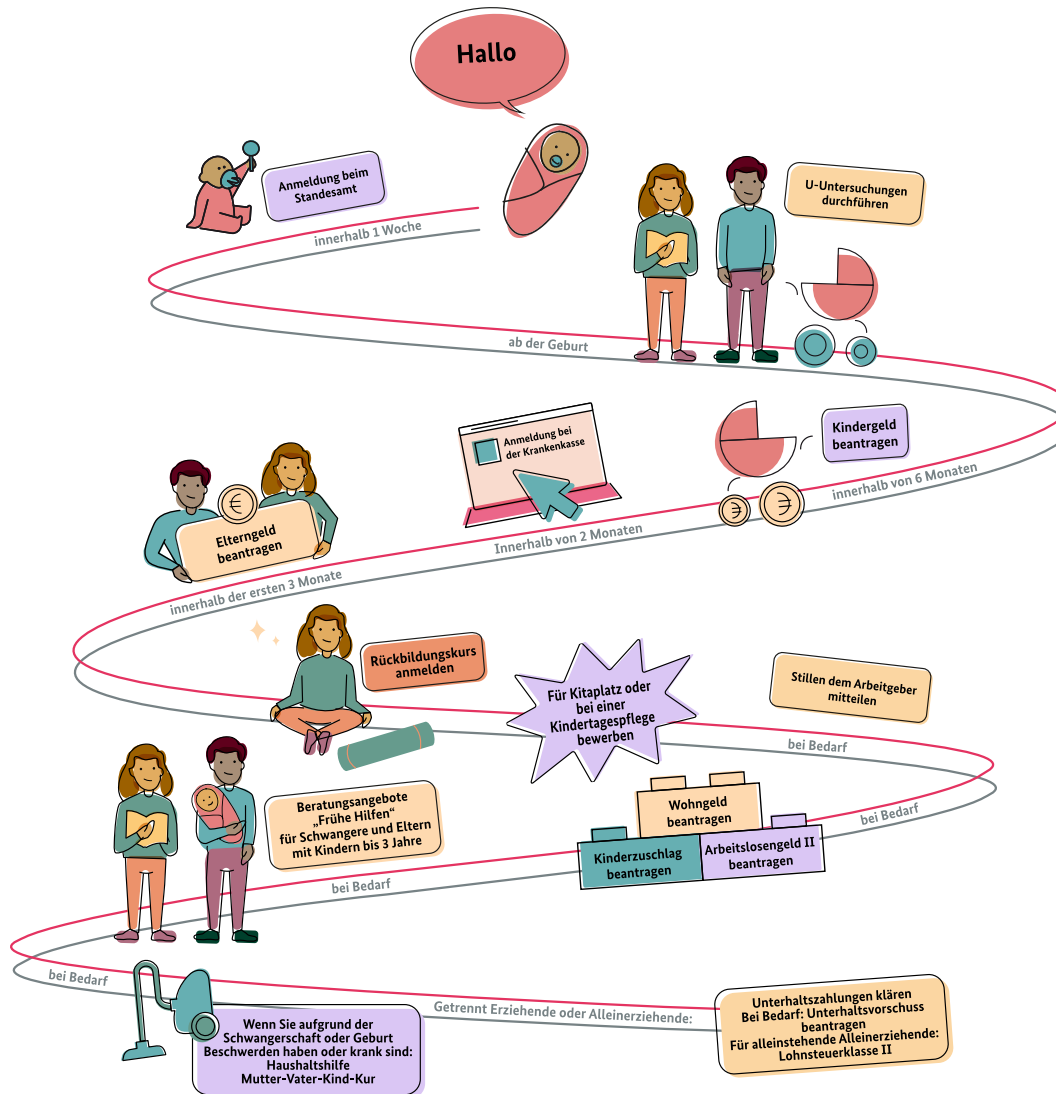 Hallo
Anmeldung beim
Standesamt
innerhalb 1 Woche
U-Untersuchungen
durchführen
ab der Geburt
Kindergeld
beantragen
innerhalb von 6 Monaten
Anmeldung bei
der Krankenkasse
Innerhalb von 2 Monaten
Elterngeld
beantragen
innerhalb der ersten 3 Monate
Rückbildungskurs
anmelden
Für Kitaplatz oder
bei einer
Kindertagespflege
bewerben
Stillen dem Arbeitgeber
mitteilen
bei Bedarf
Wohngeld
beantragen
Kinderzuschlag
beantragen
Arbeitslosengeld II
beantragen
bei Bedarf
Beratungsangebote
„Frühe Hilfen“
für Schwangere und Eltern
mit Kindern bis 3 Jahre
bei Bedarf
bei Bedarf
Wenn Sie aufgrund der
Schwangerschaft oder Geburt
Beschwerden haben oder krank sind:
Haushaltshilfe
Mutter-Vater-Kind-Kur
Getrennt Erziehende oder Alleinerziehende:
Unterhaltszahlungen klären
Bei Bedarf: Unterhaltsvorschuss
beantragen
Für alleinstehende Alleinerziehende:
Lohnsteuerklasse II